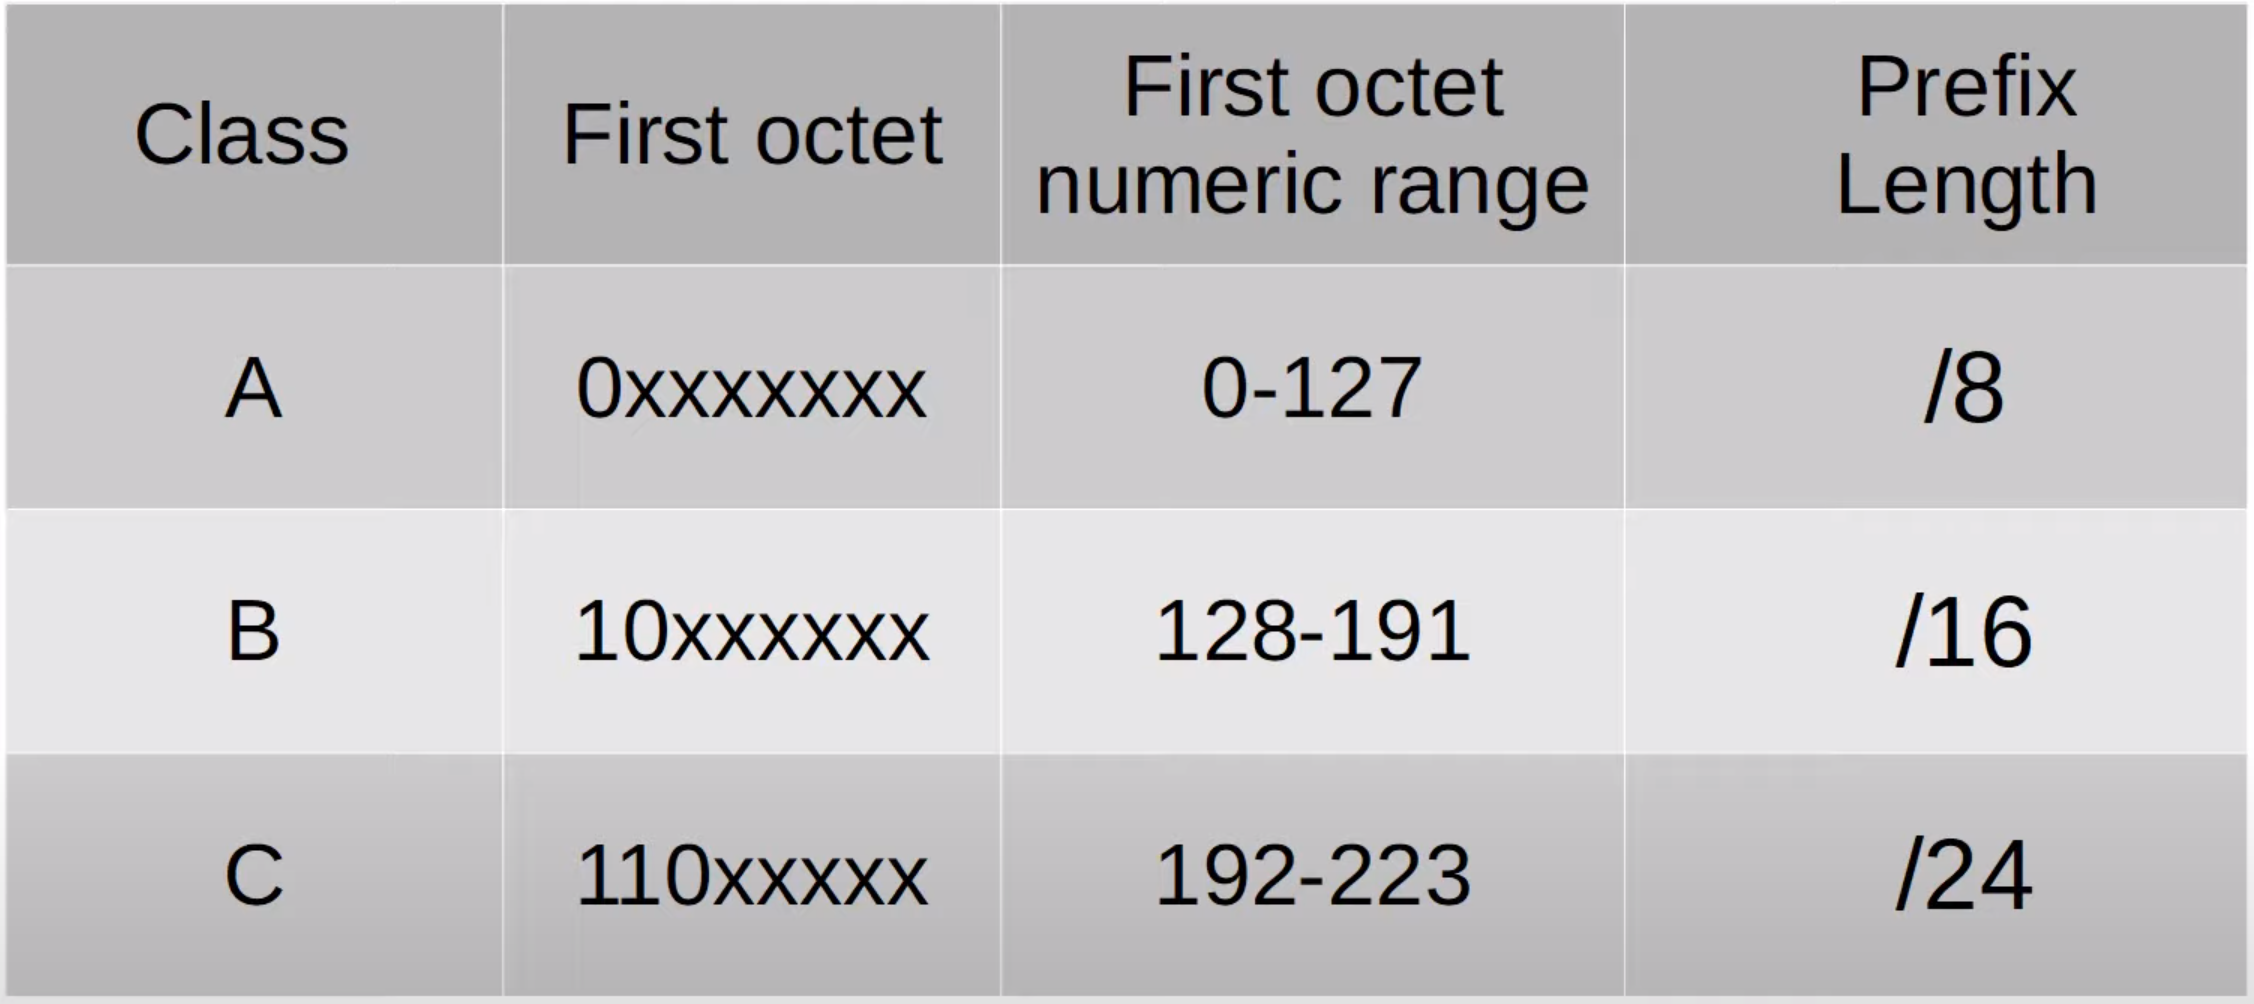 Class
First octet
First octet
numeric range
Prefix
Length
A
0xxxxxxx
0-127
/8
B
10xxxxxx
128-191
/16
C
110xxxxx
192-223
/24